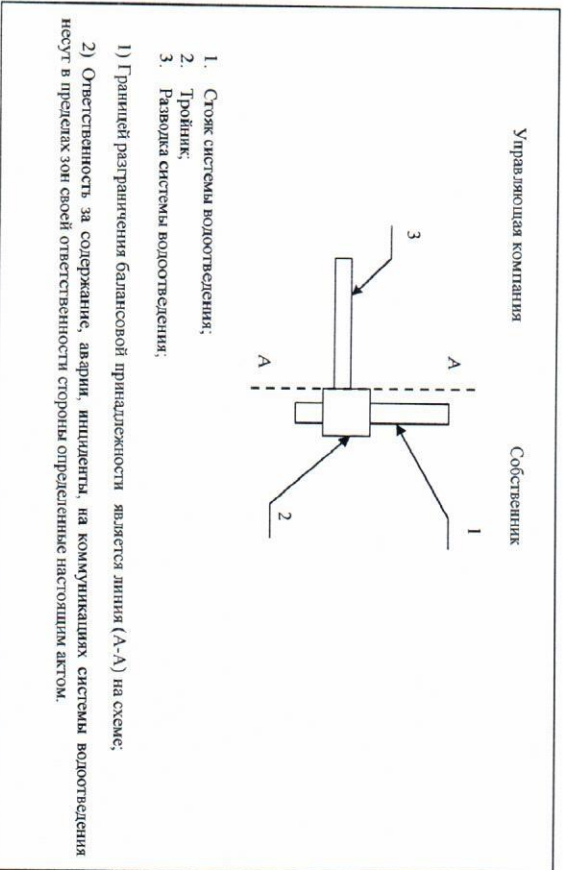 Управляющая компания
Собственник
1
А
3
А
2
1. Стояк системы водоотведения;
2. Тройник;
3. Разводка системы водоотведения;
1) Границей разграничения балансовой принадлежности является линия (А-А) на схеме;
2) Ответственность за содержание, аварии, инциденты, на коммуникациях системы водоотведения
несут в пределах зон своей ответственности стороны определенные настоящим актом.